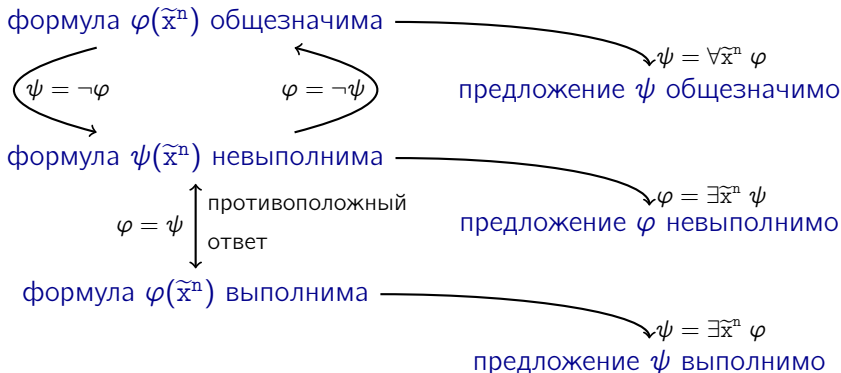 формула φ(x̃ⁿ) общезначима
ψ = ∀x̃ⁿ φ
предложение ψ общезначимо
ψ = ¬φ
φ = ¬ψ
формула ψ(x̃ⁿ) невыполнима
φ = ∃x̃ⁿ ψ
предложение φ невыполнимо
φ = ψ
противоположный
ответ
формула φ(x̃ⁿ) выполнима
ψ = ∃x̃ⁿ φ
предложение ψ выполнимо